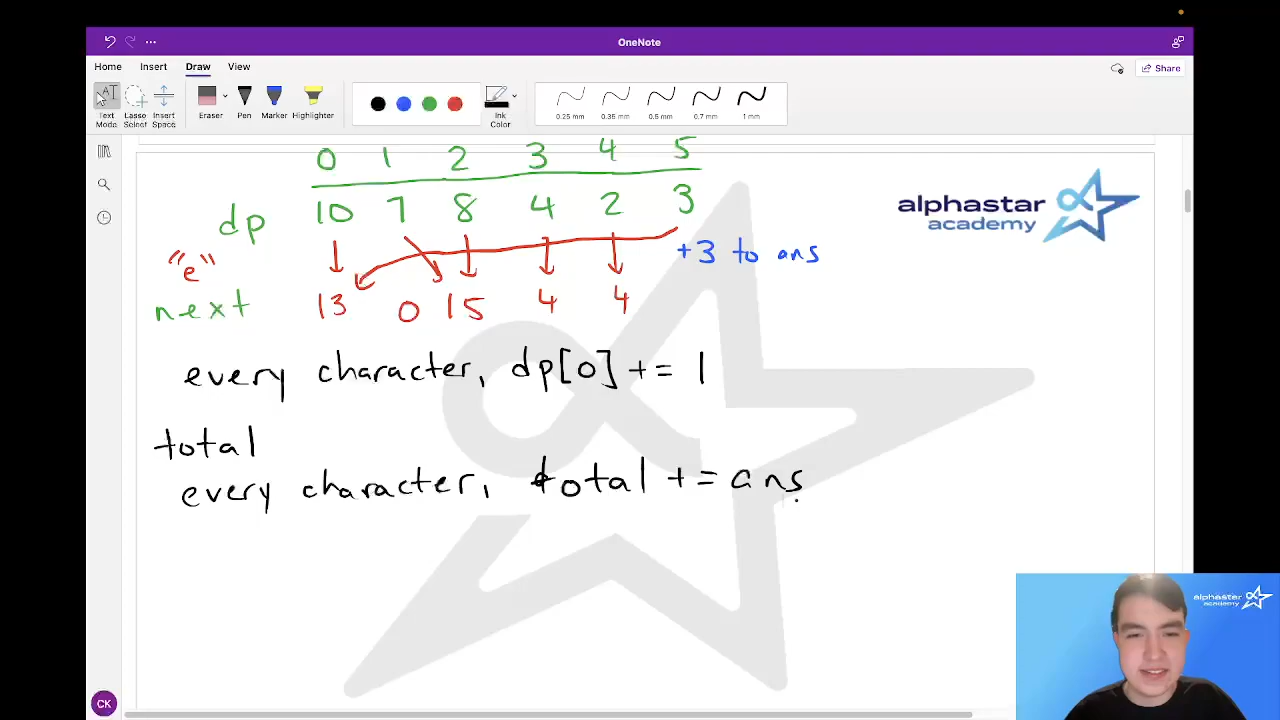 OneNote
Home Insert Draw View
Share
Text Mode Lasso Select Insert Space Eraser Pen Marker Highlighter Ink Color 0.25 mm 0.35 mm 0.5 mm 0.7 mm 1 mm
0 1 2 3 4 5
dp 10 7 8 4 2 3
alphastar academy
"e"
+3 to ans
next 13 0 15 4 4
every character, dp[0] += 1
total
every character, total += ans
alphastar academy
CK